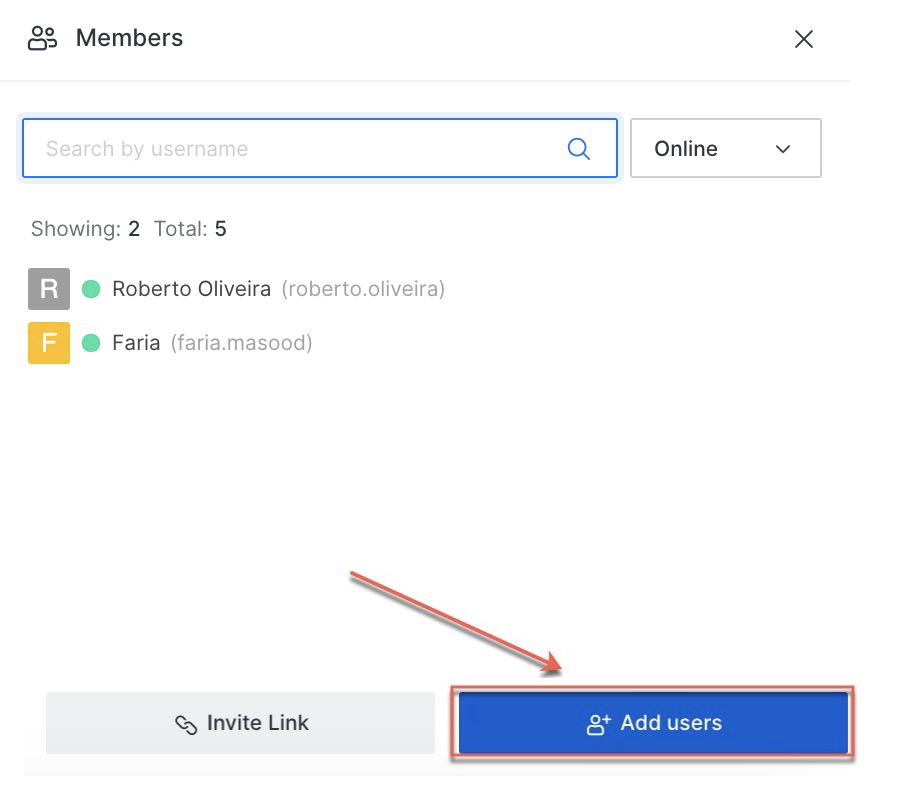 Members
Search by username
Online
Showing: 2 Total: 5
R Roberto Oliveira (roberto.oliveira)
F Faria (faria.masood)
Invite Link
Add users